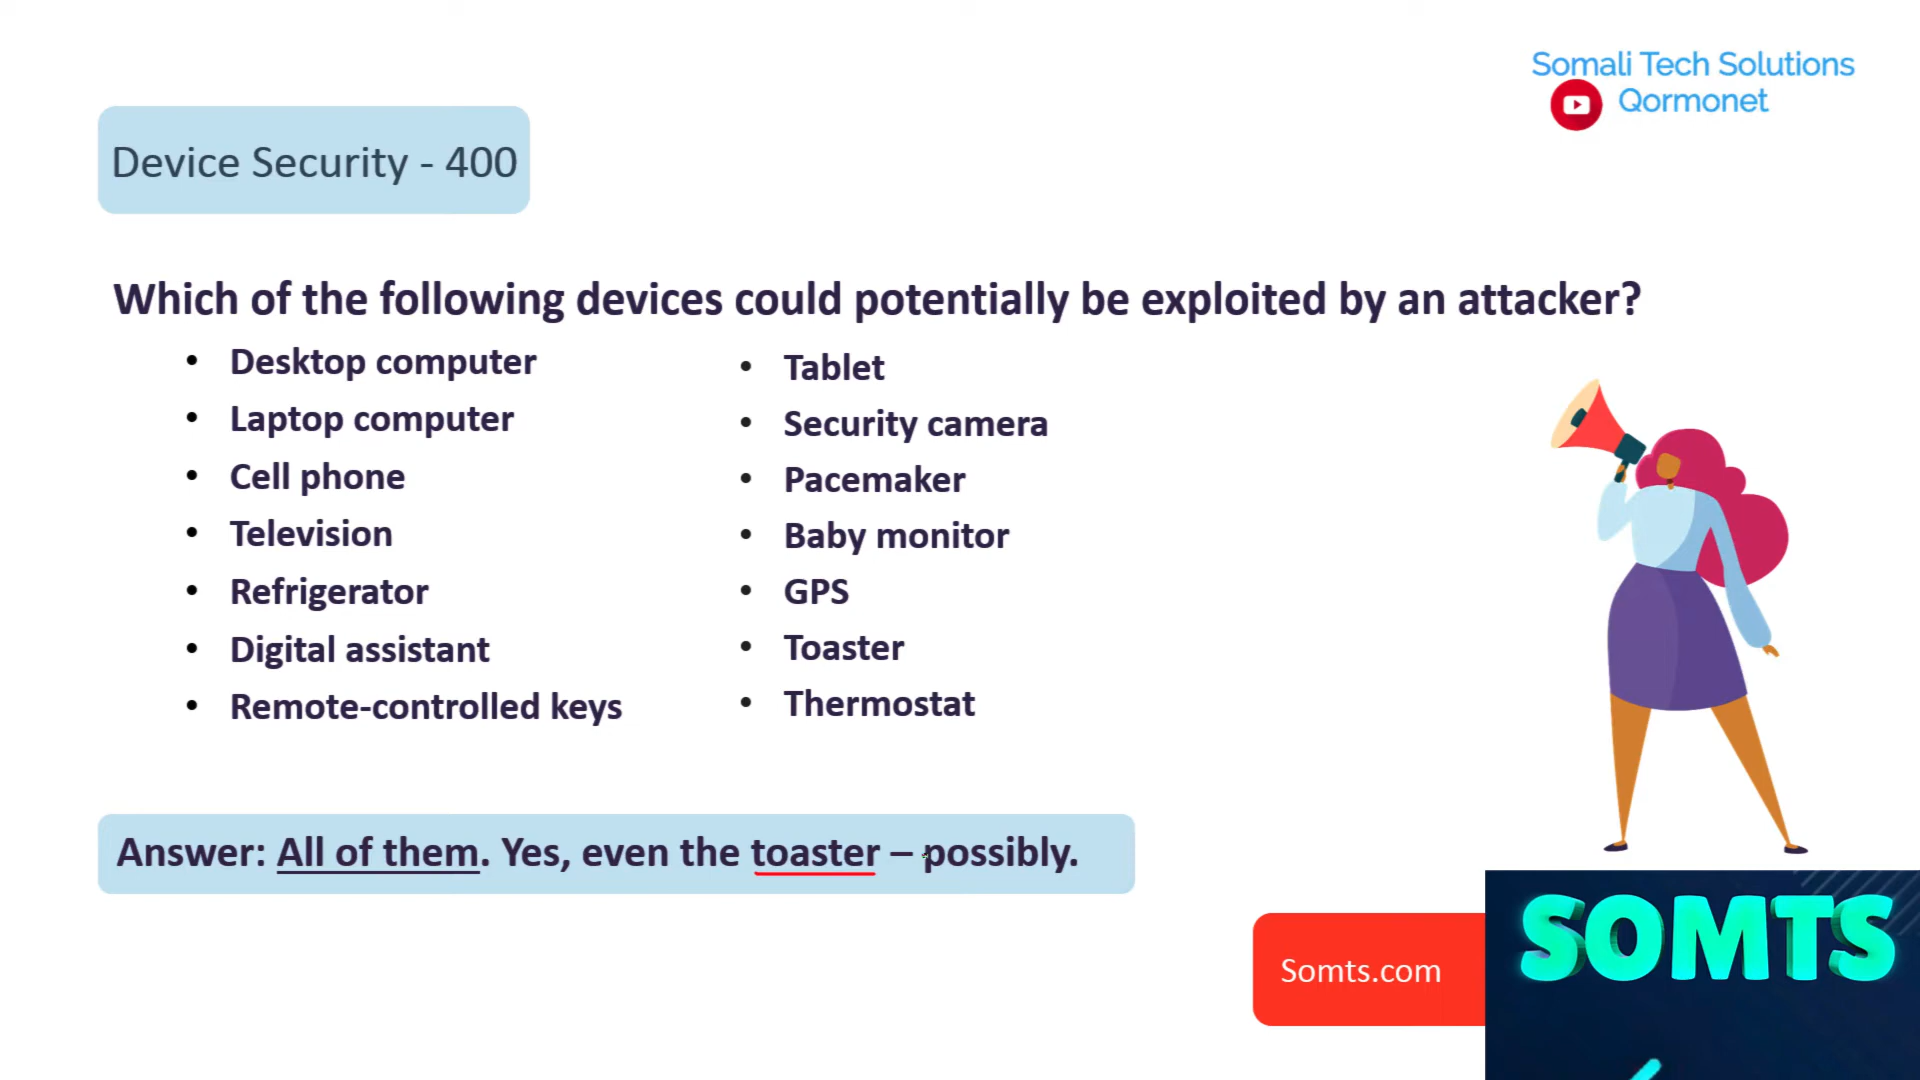 Somali Tech Solutions
Qormonet
Device Security - 400
Which of the following devices could potentially be exploited by an attacker?
• Desktop computer
• Laptop computer
• Cell phone
• Television
• Refrigerator
• Digital assistant
• Remote-controlled keys
• Tablet
• Security camera
• Pacemaker
• Baby monitor
• GPS
• Toaster
• Thermostat
Answer: All of them. Yes, even the toaster – possibly.
Somts.com
SOMTS